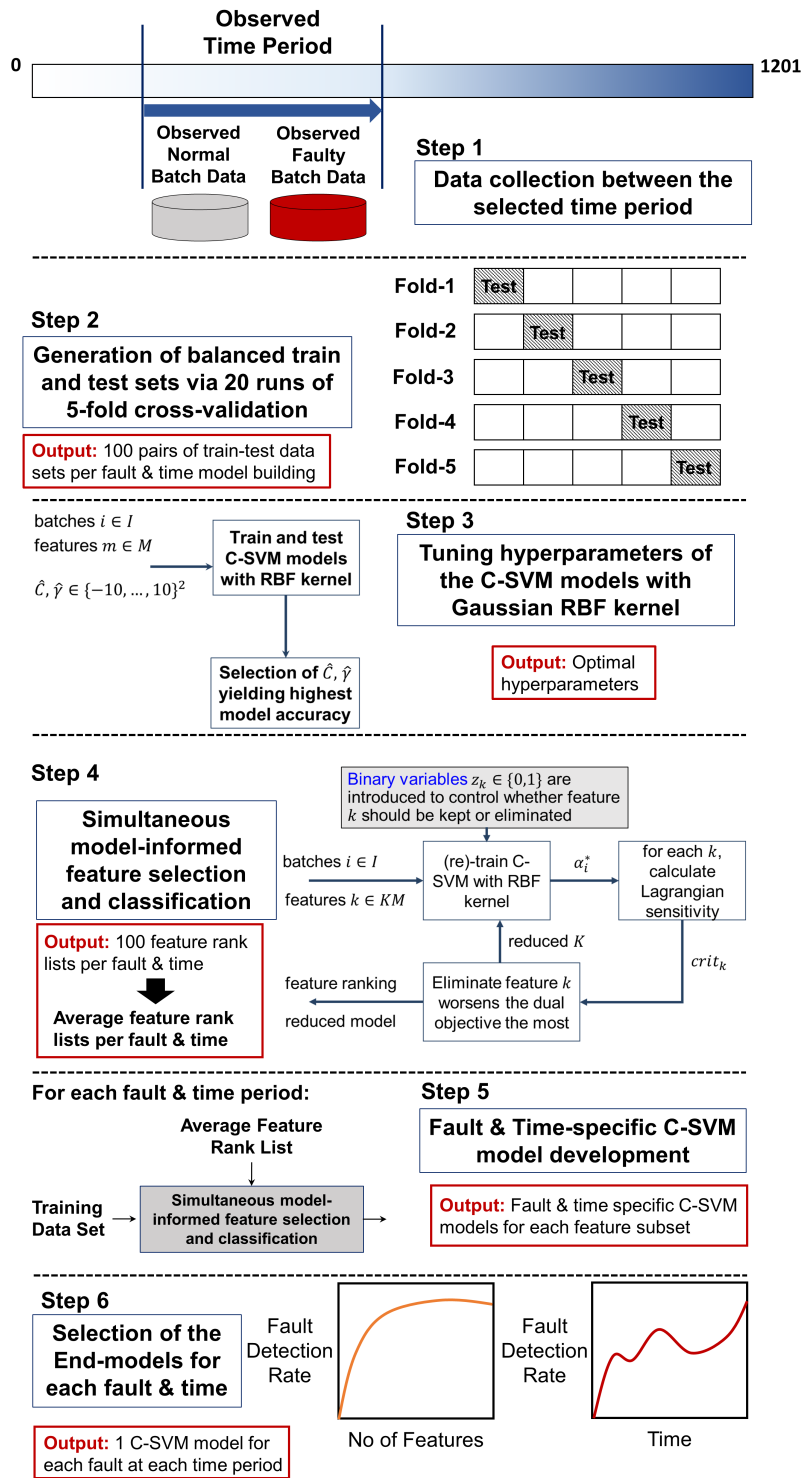 Observed
Time Period
0
1201
Observed
Normal
Batch Data
Observed
Faulty
Batch Data
Step 1
Data collection between the
selected time period
Step 2
Generation of balanced train
and test sets via 20 runs of
5-fold cross-validation
Output: 100 pairs of train-test data
sets per fault & time model building
Fold-1
Test
Fold-2
Test
Fold-3
Test
Fold-4
Test
Fold-5
Test
Step 3
Tuning hyperparameters of
the C-SVM models with
Gaussian RBF kernel
Output: Optimal
hyperparameters
batches i ∈ I
features m ∈ M
Ĉ, γ̂ ∈ {−10, … , 10}²
Train and test
C-SVM models
with RBF kernel
Selection of Ĉ, γ̂
yielding highest
model accuracy
Step 4
Simultaneous
model-informed
feature selection
and classification
Output: 100 feature rank
lists per fault & time
Average feature rank
lists per fault & time
Binary variables z_k ∈ {0,1} are
introduced to control whether feature
k should be kept or eliminated
batches i ∈ I
features k ∈ KM
(re)-train C-
SVM with RBF
kernel
α_i^*
for each k,
calculate
Lagrangian
sensitivity
crit_k
reduced K
Eliminate feature k
worsens the dual
objective the most
feature ranking
reduced model
For each fault & time period:
Average Feature
Rank List
Training
Data Set
Simultaneous model-
informed feature selection
and classification
Step 5
Fault & Time-specific C-SVM
model development
Output: Fault & time specific C-SVM
models for each feature subset
Step 6
Selection of the
End-models for
each fault & time
Output: 1 C-SVM model for
each fault at each time period
Fault
Detection
Rate
No of Features
Fault
Detection
Rate
Time